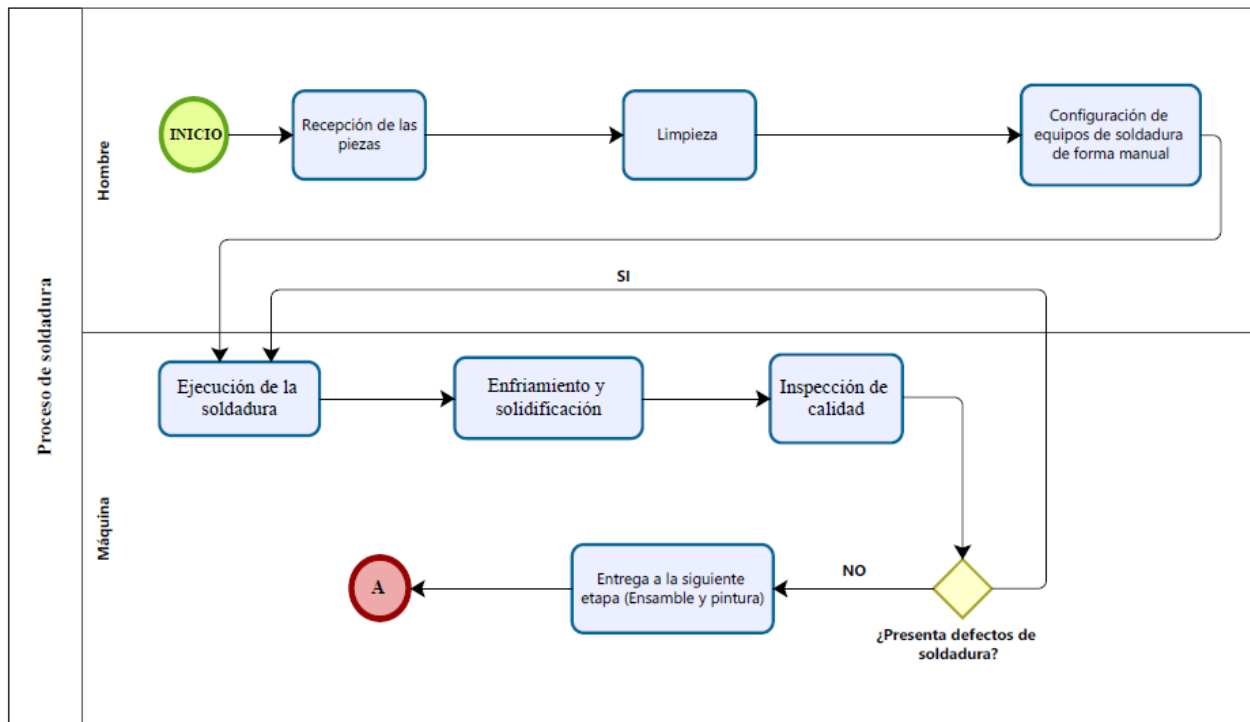 Proceso de soldadura
Hombre
INICIO
Recepción de las
piezas
Limpieza
Configuración de
equipos de soldadura
de forma manual
SI
Máquina
Ejecución de la
soldadura
Enfriamiento y
solidificación
Inspección de
calidad
¿Presenta defectos de
soldadura?
NO
Entrega a la siguiente
etapa (Ensamble y pintura)
A